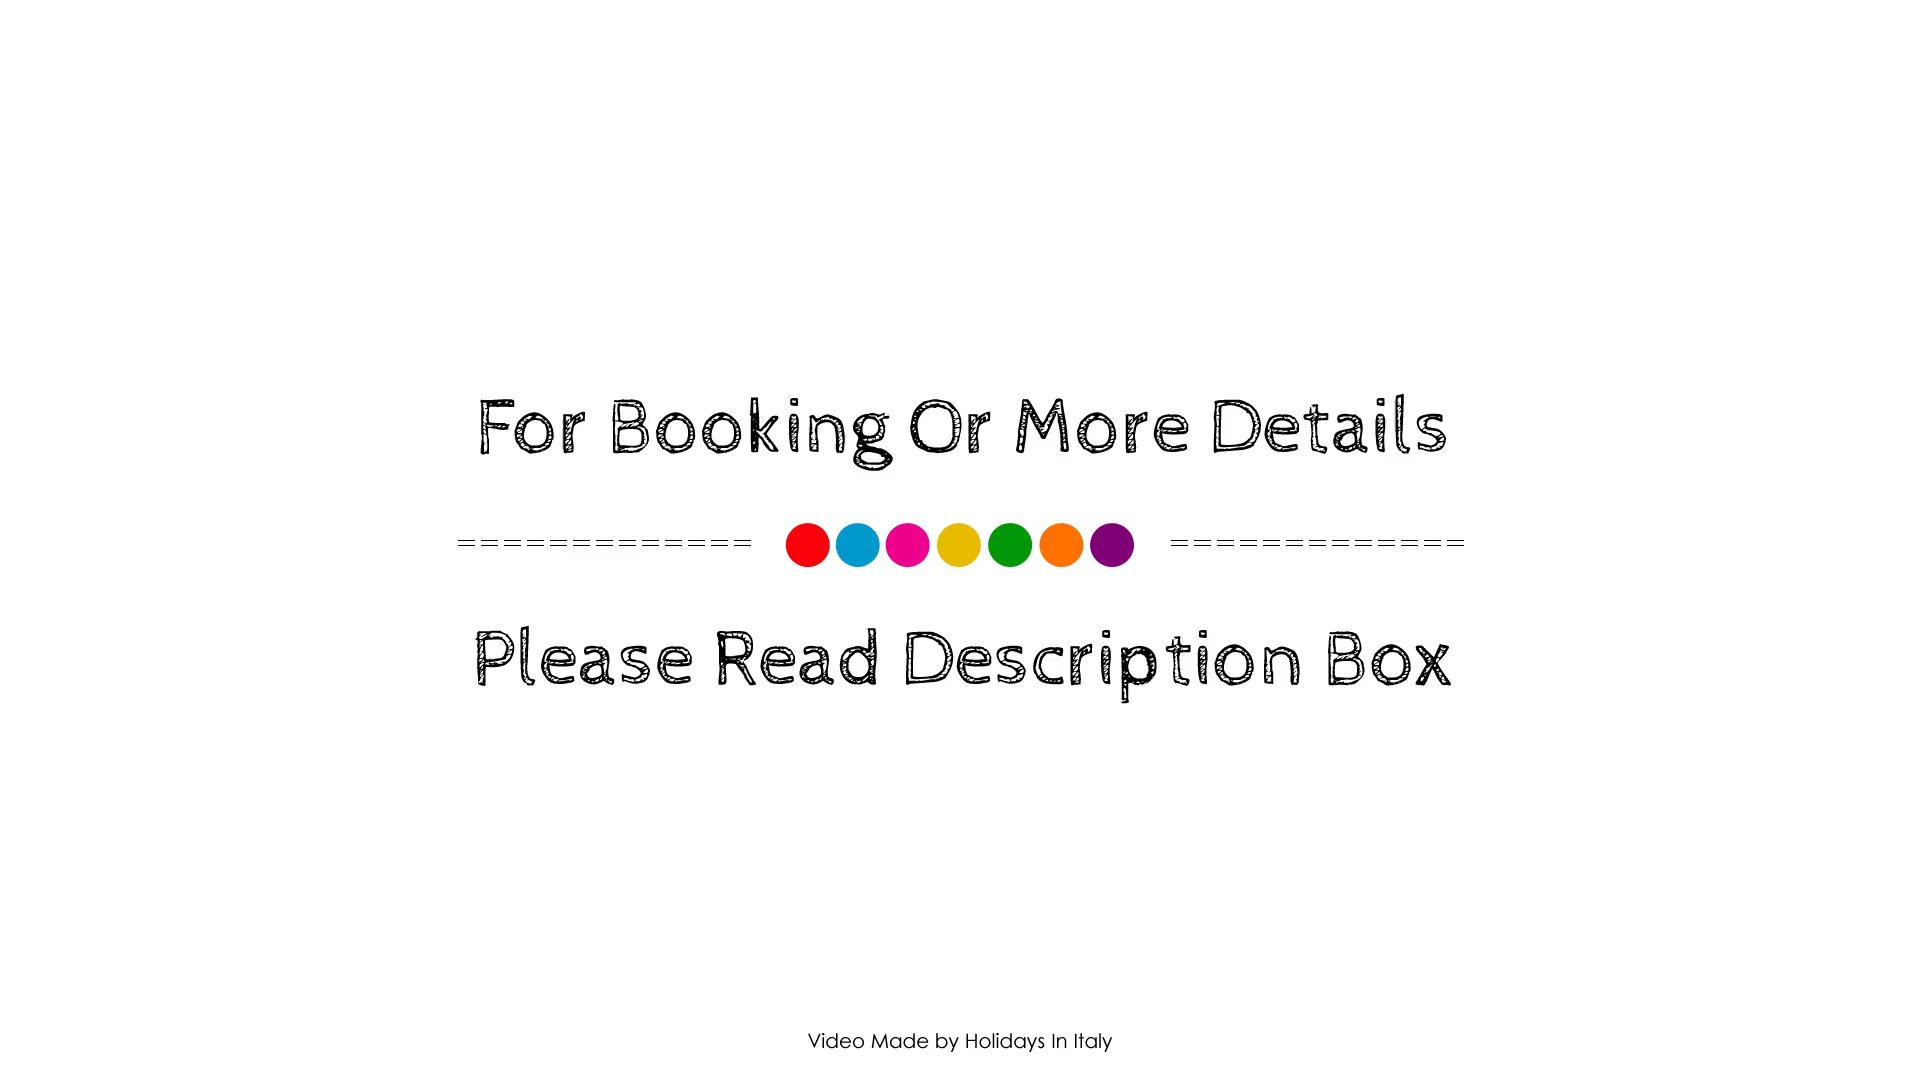 For Booking Or More Details
============= =============
Please Read Description Box
Video Made by Holidays In Italy